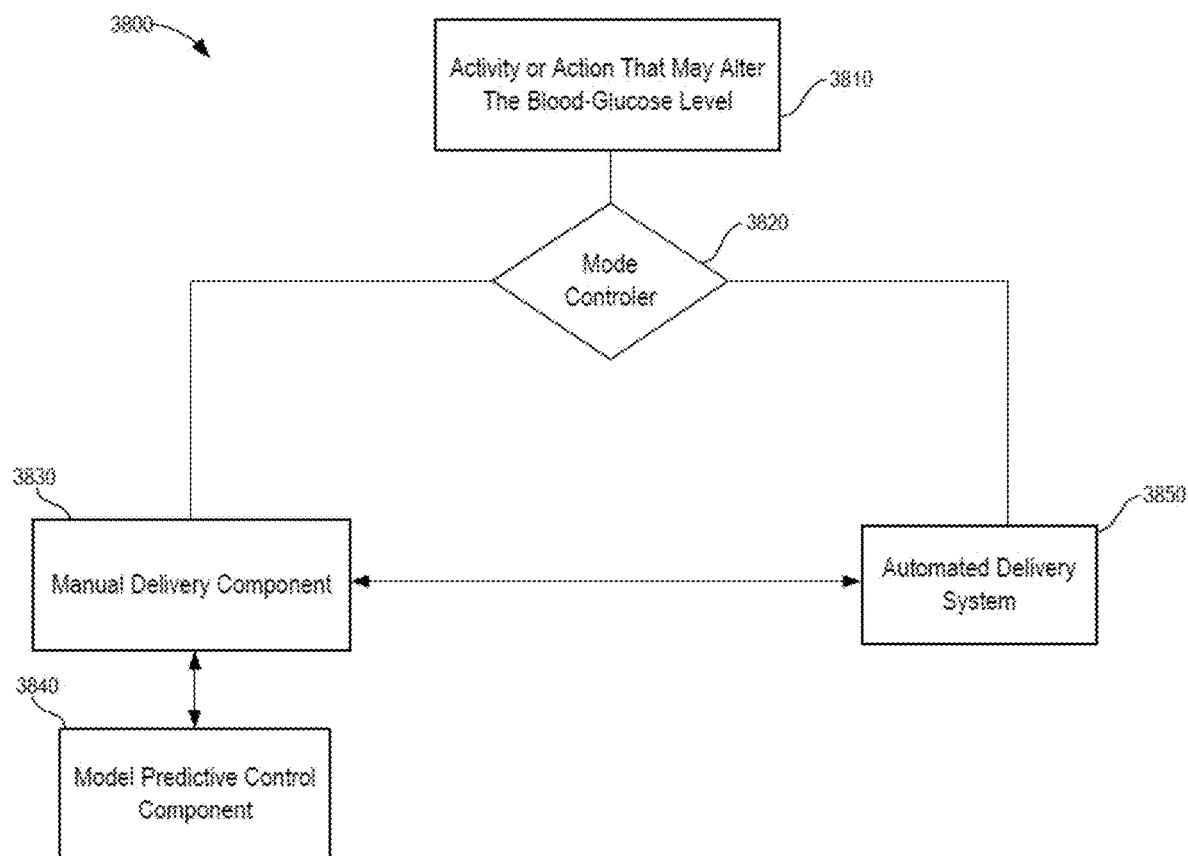 3800
Activity or Action That May Alter
The Blood-Glucose Level
3810
3820
Mode
Controler
3830
3850
Manual Delivery Component
Automated Delivery
System
3840
Model Predictive Control
Component